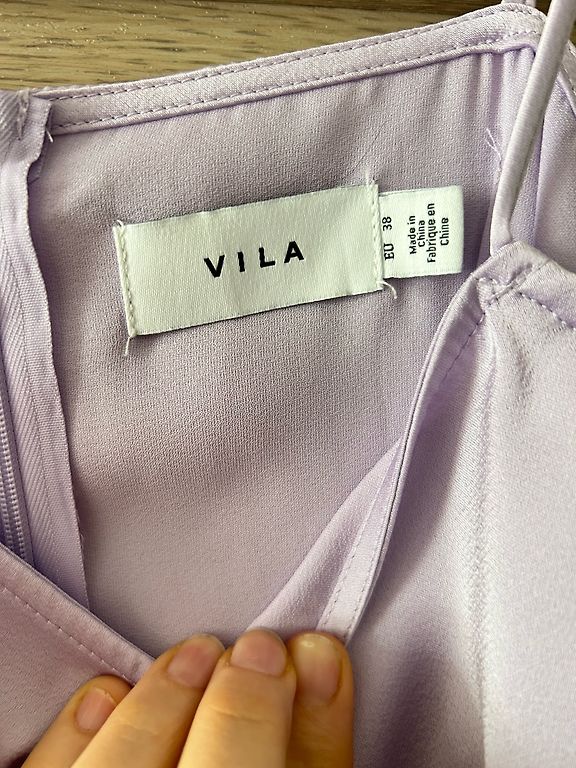 VILA
EU 38
Made in
China
Fabriqué en
Chine